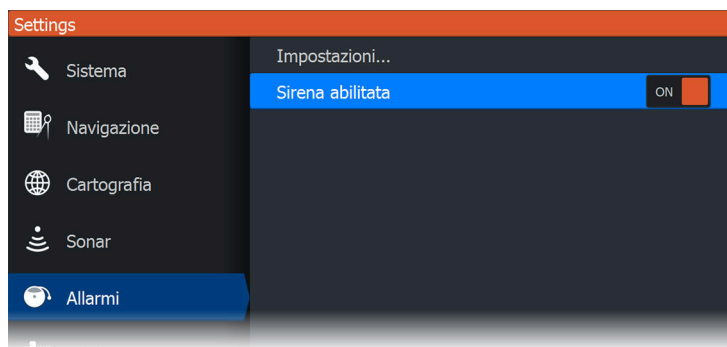 Settings
Sistema
Navigazione
Cartografia
Sonar
Allarmi
Impostazioni...
Sirena abilitata
ON